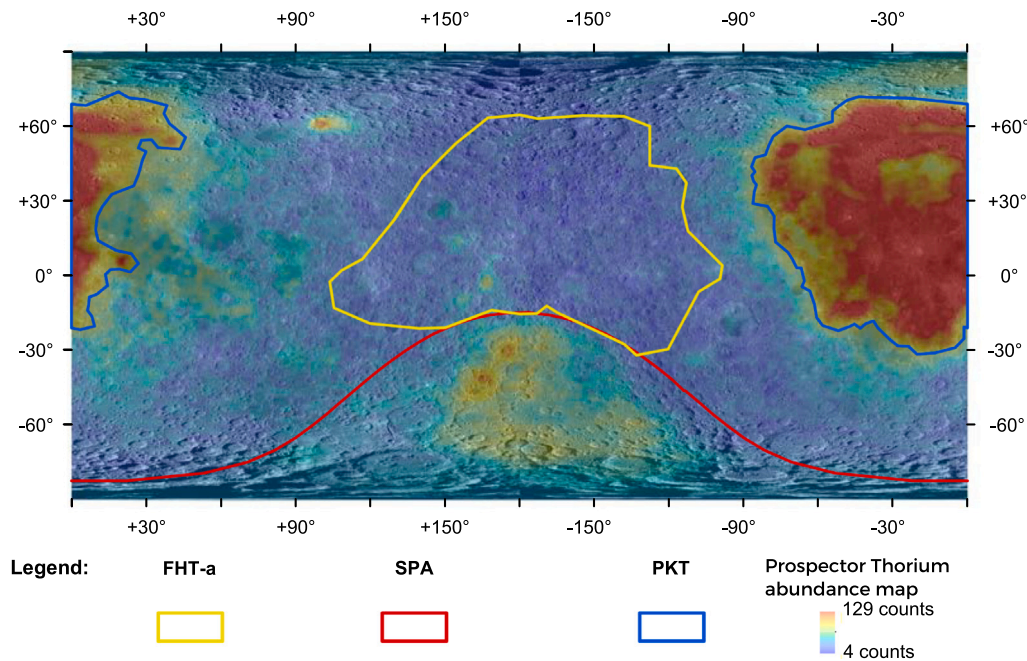 +30° +90° +150° -150° -90° -30°
+60° +60°
+30° +30°
0° 0°
-30° -30°
-60° -60°
+30° +90° +150° -150° -90° -30°
Legend: FHT-a SPA PKT Prospector Thorium
abundance map
129 counts
4 counts